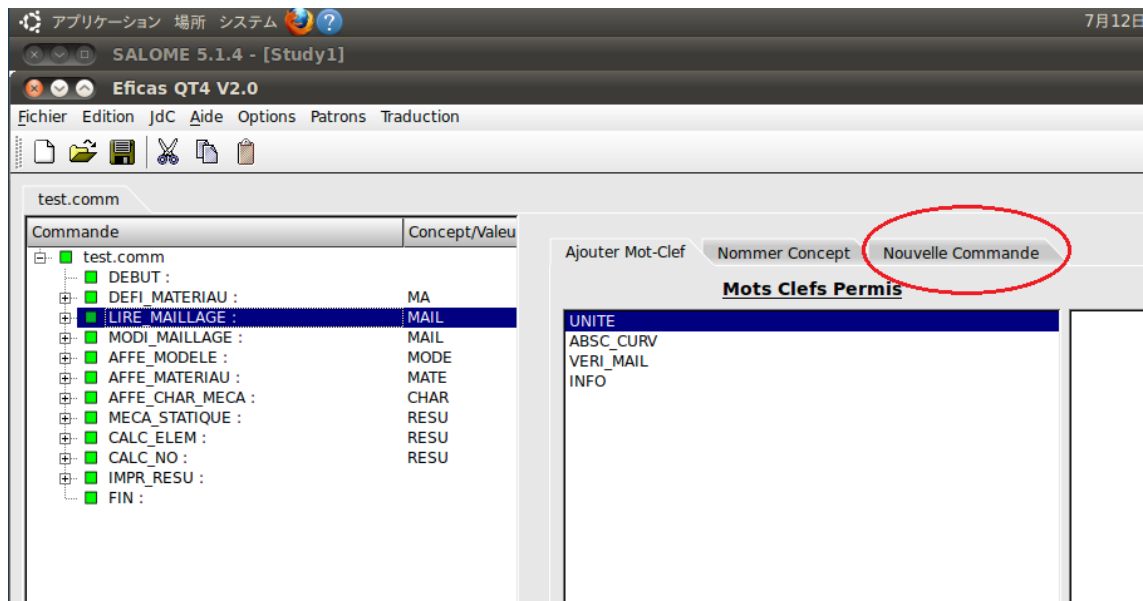 アプリケーション 場所 システム 7月12日
SALOME 5.1.4 - [Study1]
Eficas QT4 V2.0
Fichier Edition JdC Aide Options Patrons Traduction
test.comm
Commande Concept/Valeu
test.comm
DEBUT :
DEFI_MATERIAU : MA
LIRE_MAILLAGE : MAIL
MODI_MAILLAGE : MAIL
AFFE_MODELE : MODE
AFFE_MATERIAU : MATE
AFFE_CHAR_MECA : CHAR
MECA_STATIQUE : RESU
CALC_ELEM : RESU
CALC_NO : RESU
IMPR_RESU :
FIN :
Ajouter Mot-Clef Nommer Concept Nouvelle Commande
Mots Clefs Permis
UNITE
ABSC_CURV
VERI_MAIL
INFO